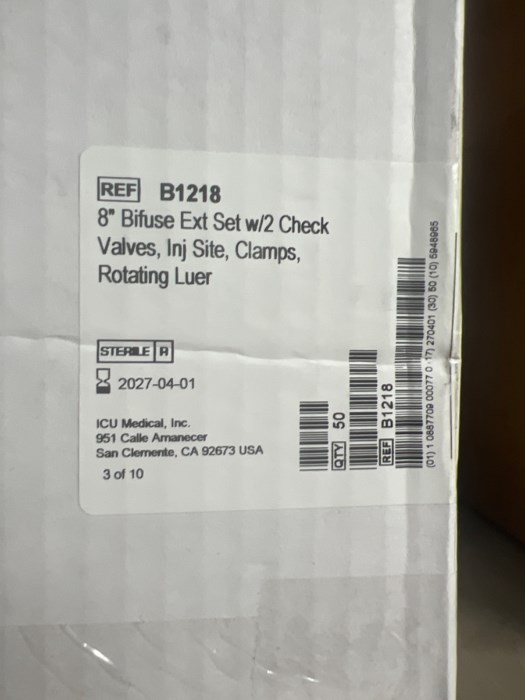 REF B1218
8" Bifuse Ext Set w/2 Check
Valves, Inj Site, Clamps,
Rotating Luer
STERILE R
2027-04-01
ICU Medical, Inc.
951 Calle Amanecer
San Clemente, CA 92673 USA
3 of 10
QTY 50
REF B1218
(01) 1 0887709 00077 0 (17) 270401 (30) 50 (10) 5948965